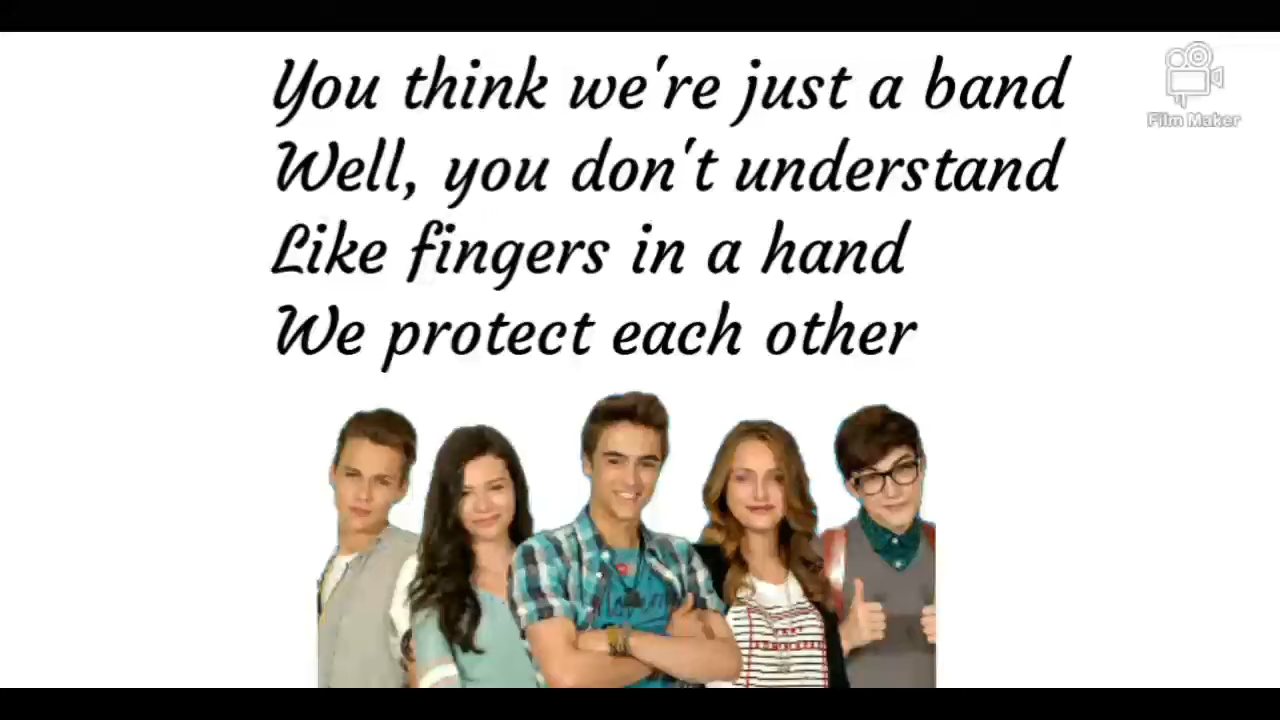 You think we're just a band
Well, you don't understand
Like fingers in a hand
We protect each other
Film Maker